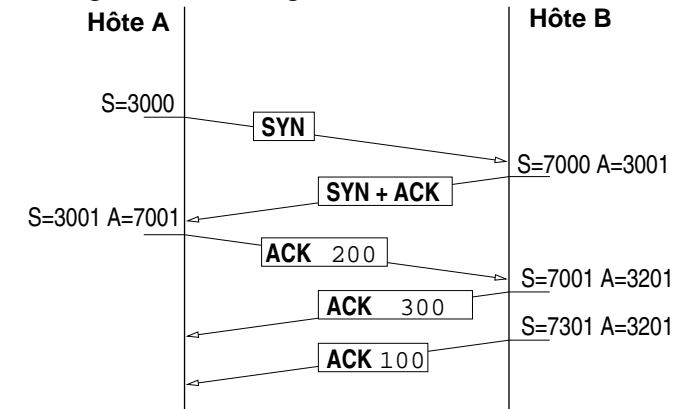 Hôte A
Hôte B
S=3000
SYN
S=7000 A=3001
SYN + ACK
S=3001 A=7001
ACK 200
S=7001 A=3201
ACK 300
S=7301 A=3201
ACK 100